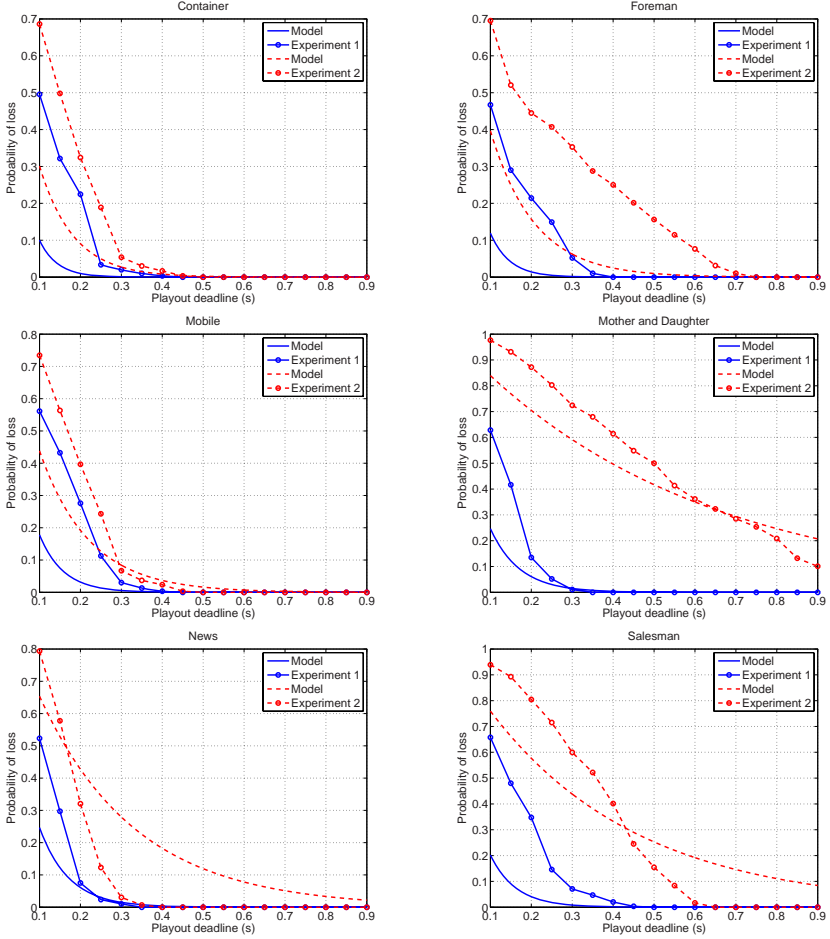 Container
0.7
0.6
0.5
0.4
0.3
0.2
0.1
0
Probability of loss
Model
Experiment 1
Model
Experiment 2
0.1 0.2 0.3 0.4 0.5 0.6 0.7 0.8 0.9
Playout deadline (s)
Foreman
0.7
0.6
0.5
0.4
0.3
0.2
0.1
0
Probability of loss
Model
Experiment 1
Model
Experiment 2
0.1 0.2 0.3 0.4 0.5 0.6 0.7 0.8 0.9
Playout deadline (s)
Mobile
0.8
0.7
0.6
0.5
0.4
0.3
0.2
0.1
0
Probability of loss
Model
Experiment 1
Model
Experiment 2
0.1 0.2 0.3 0.4 0.5 0.6 0.7 0.8 0.9
Playout deadline (s)
Mother and Daughter
1
0.9
0.8
0.7
0.6
0.5
0.4
0.3
0.2
0.1
0
Probability of loss
Model
Experiment 1
Model
Experiment 2
0.1 0.2 0.3 0.4 0.5 0.6 0.7 0.8 0.9
Playout deadline (s)
News
0.8
0.7
0.6
0.5
0.4
0.3
0.2
0.1
0
Probability of loss
Model
Experiment 1
Model
Experiment 2
0.1 0.2 0.3 0.4 0.5 0.6 0.7 0.8 0.9
Playout deadline (s)
Salesman
1
0.9
0.8
0.7
0.6
0.5
0.4
0.3
0.2
0.1
0
Probability of loss
Model
Experiment 1
Model
Experiment 2
0.1 0.2 0.3 0.4 0.5 0.6 0.7 0.8 0.9
Playout deadline (s)